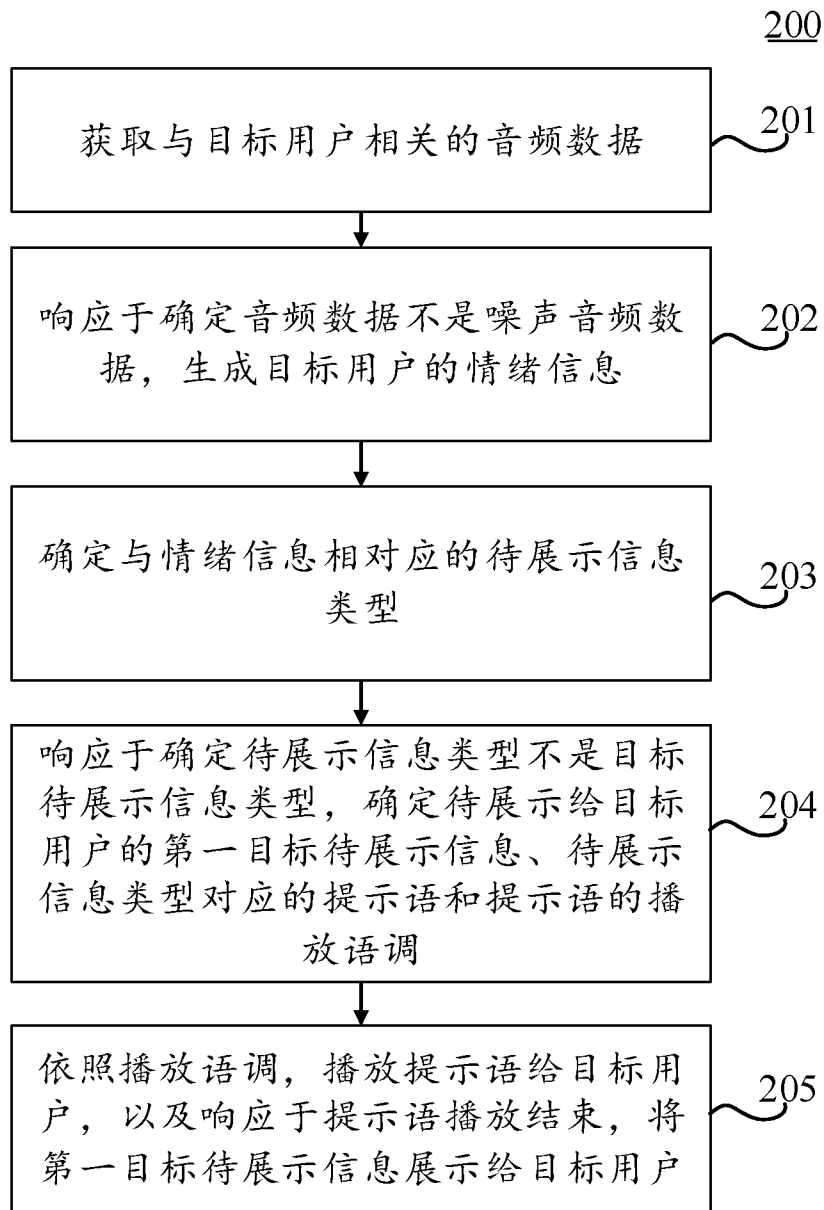 200
获取与目标用户相关的音频数据
201
响应于确定音频数据不是噪声音频数
据，生成目标用户的情绪信息
202
确定与情绪信息相对应的待展示信息
类型
203
响应于确定待展示信息类型不是目标
待展示信息类型，确定待展示给目标
用户的第一目标待展示信息、待展示
信息类型对应的提示语和提示语的播
放语调
204
依照播放语调，播放提示语给目标用
户，以及响应于提示语播放结束，将
第一目标待展示信息展示给目标用户
205